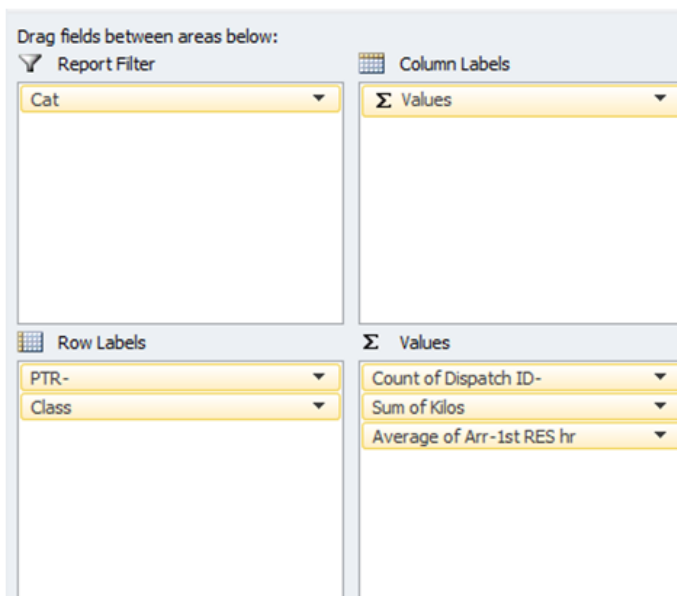 Drag fields between areas below:
Report Filter
Column Labels
Cat
Σ Values
Row Labels
Σ Values
PTR-
Class
Count of Dispatch ID-
Sum of Kilos
Average of Arr-1st RES hr